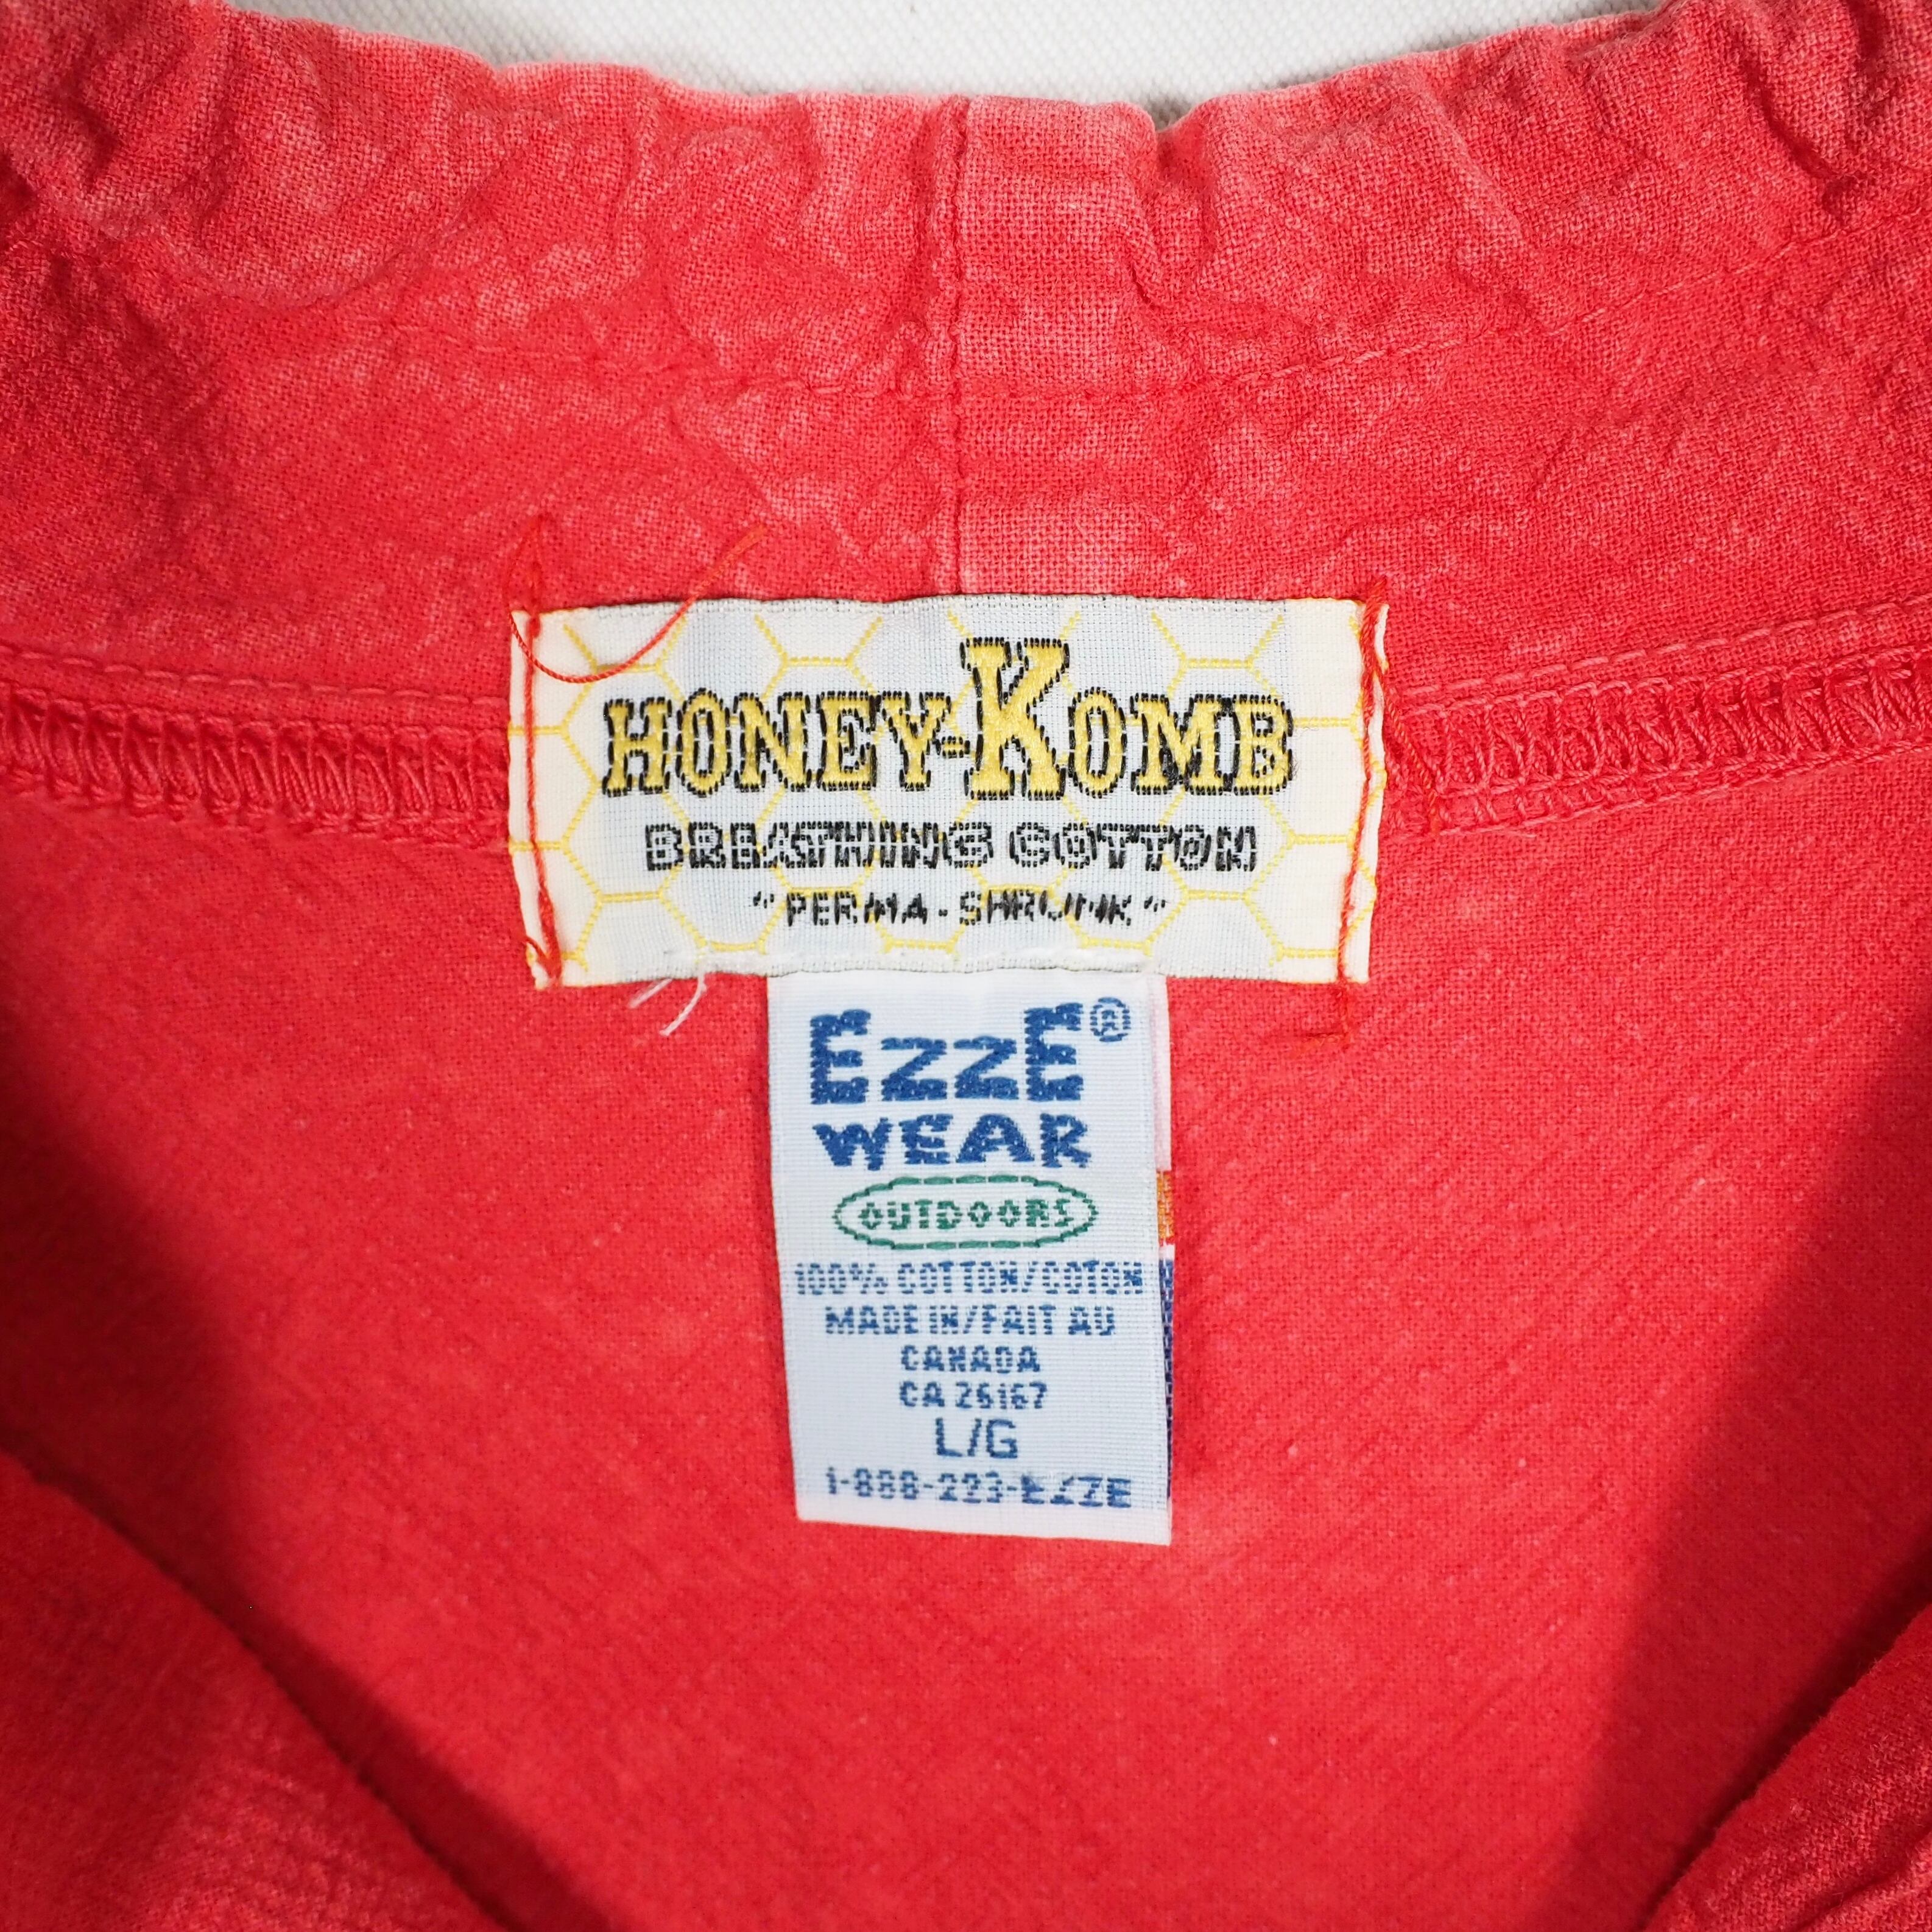 HONEY-KOMB
BREATHING COTTON
"PERMA-SHRUNK"
EZZE®
WEAR
OUTDOORS
100% COTTON/COTON
MADE IN/FAIT AU
CANADA
CA 26167
L/G
1-888-223-EZZE